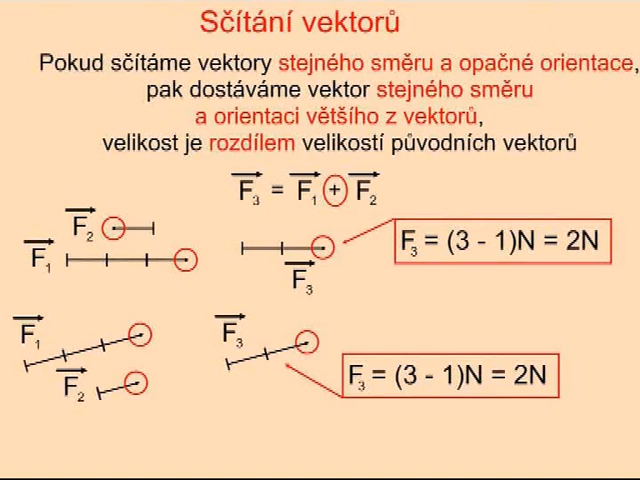 Sčítání vektorů
Pokud sčítáme vektory stejného směru a opačné orientace,
pak dostáváme vektor stejného směru
a orientaci většího z vektorů,
velikost je rozdílem velikostí původních vektorů
F₃ = F₁ + F₂
F₂
F₁
F₃
F₃ = (3 - 1)N = 2N
F₁
F₂
F₃
F₃ = (3 - 1)N = 2N